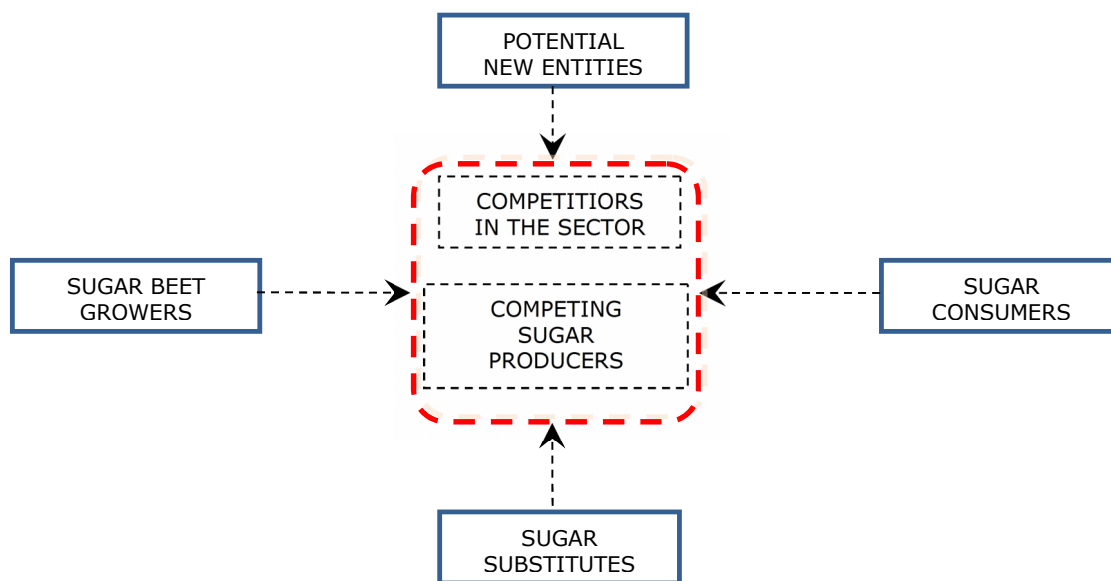 POTENTIAL
NEW ENTITIES
COMPETITIORS
IN THE SECTOR
SUGAR BEET
GROWERS
COMPETING
SUGAR
PRODUCERS
SUGAR
CONSUMERS
SUGAR
SUBSTITUTES